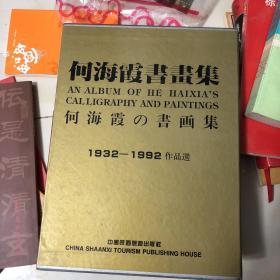 何海霞書畫集
AN ALBUM OF HE HAIXIA'S
CALLIGRAPHY AND PAINTINGS
何海霞の書画集
1932—1992 作品選
中國陝西旅遊出版社
CHINA SHAANXI TOURISM PUBLISHING HOUSE